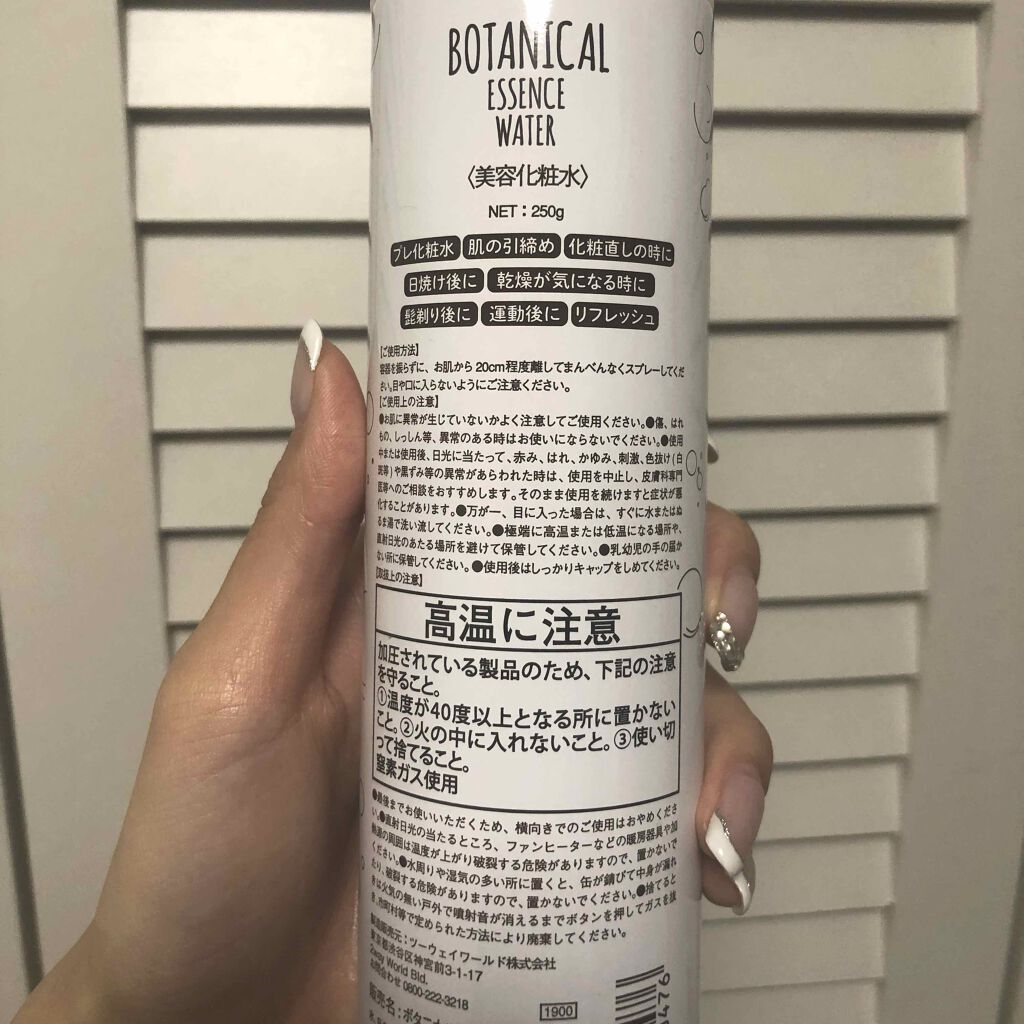 BOTANICAL
ESSENCE
WATER
〈美容化粧水〉
NET：250g
プレ化粧水 肌の引締め 化粧直しの時に
日焼け後に 乾燥が気になる時に
髭剃り後に 運動後に リフレッシュ
【ご使用方法】
容器を振らずに、お肌から20cm程度離してまんべんなくスプレーしてくだ
さい。目や口に入らないようにご注意ください。
【ご使用上の注意】
●お肌に異常が生じていないかよく注意してご使用ください。●傷、はれ
もの、しっしん等、異常のある時はお使いにならないでください。●使用
中または使用後、日光に当たって、赤み、はれ、かゆみ、刺激、色抜け(白
斑等)や黒ずみ等の異常があらわれた時は、使用を中止し、皮膚科専門
医等へのご相談をおすすめします。そのまま使用を続けますと症状が悪
化することがあります。●万が一、目に入った場合は、すぐに水またはぬ
るま湯で洗い流してください。●極端に高温または低温になる場所や、
直射日光のあたる場所を避けて保管してください。●乳幼児の手の届か
ない所に保管してください。●使用後はしっかりキャップをしめてください。
【取扱上の注意】
高温に注意
加圧されている製品のため、下記の注意
を守ること。
①温度が40度以上となる所に置かない
こと。②火の中に入れないこと。③使い切
って捨てること。
窒素ガス使用
●最後までお使いいただくため、横向きでのご使用はおやめくださ
い。●直射日光の当たるところ、ファンヒーターなどの暖房器具や加
熱源の周囲は温度が上がり破裂する危険がありますので、置かないで
ください。●水周りや湿気の多い所に置くと、缶が錆びて中身が漏れ
たり、破裂する危険がありますので、置かないでください。●捨てると
きは火気の無い戸外で噴射音が消えるまでボタンを押してガスを抜
き、市町村等で定められた方法により廃棄してください。
製造販売元：ツーウェイワールド株式会社
東京都渋谷区神宮前3-1-17
2way World Bld.
お問合わせ 0800-222-3218
販売名：ボタニ
1900